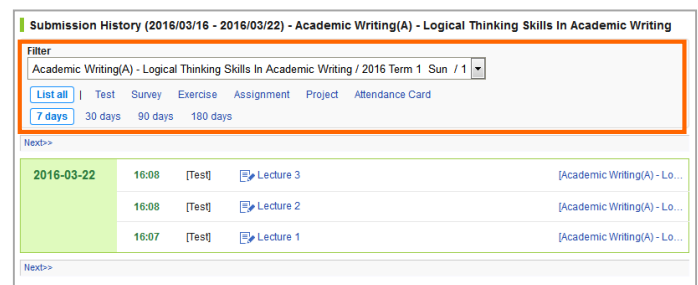 Submission History (2016/03/16 - 2016/03/22) - Academic Writing(A) - Logical Thinking Skills In Academic Writing
Filter
Academic Writing(A) - Logical Thinking Skills In Academic Writing / 2016 Term 1 Sun / 1
List all | Test Survey Exercise Assignment Project Attendance Card
7 days 30 days 90 days 180 days
Next>>
2016-03-22 16:08 [Test] Lecture 3 [Academic Writing(A) - Lo...
16:08 [Test] Lecture 2 [Academic Writing(A) - Lo...
16:07 [Test] Lecture 1 [Academic Writing(A) - Lo...
Next>>